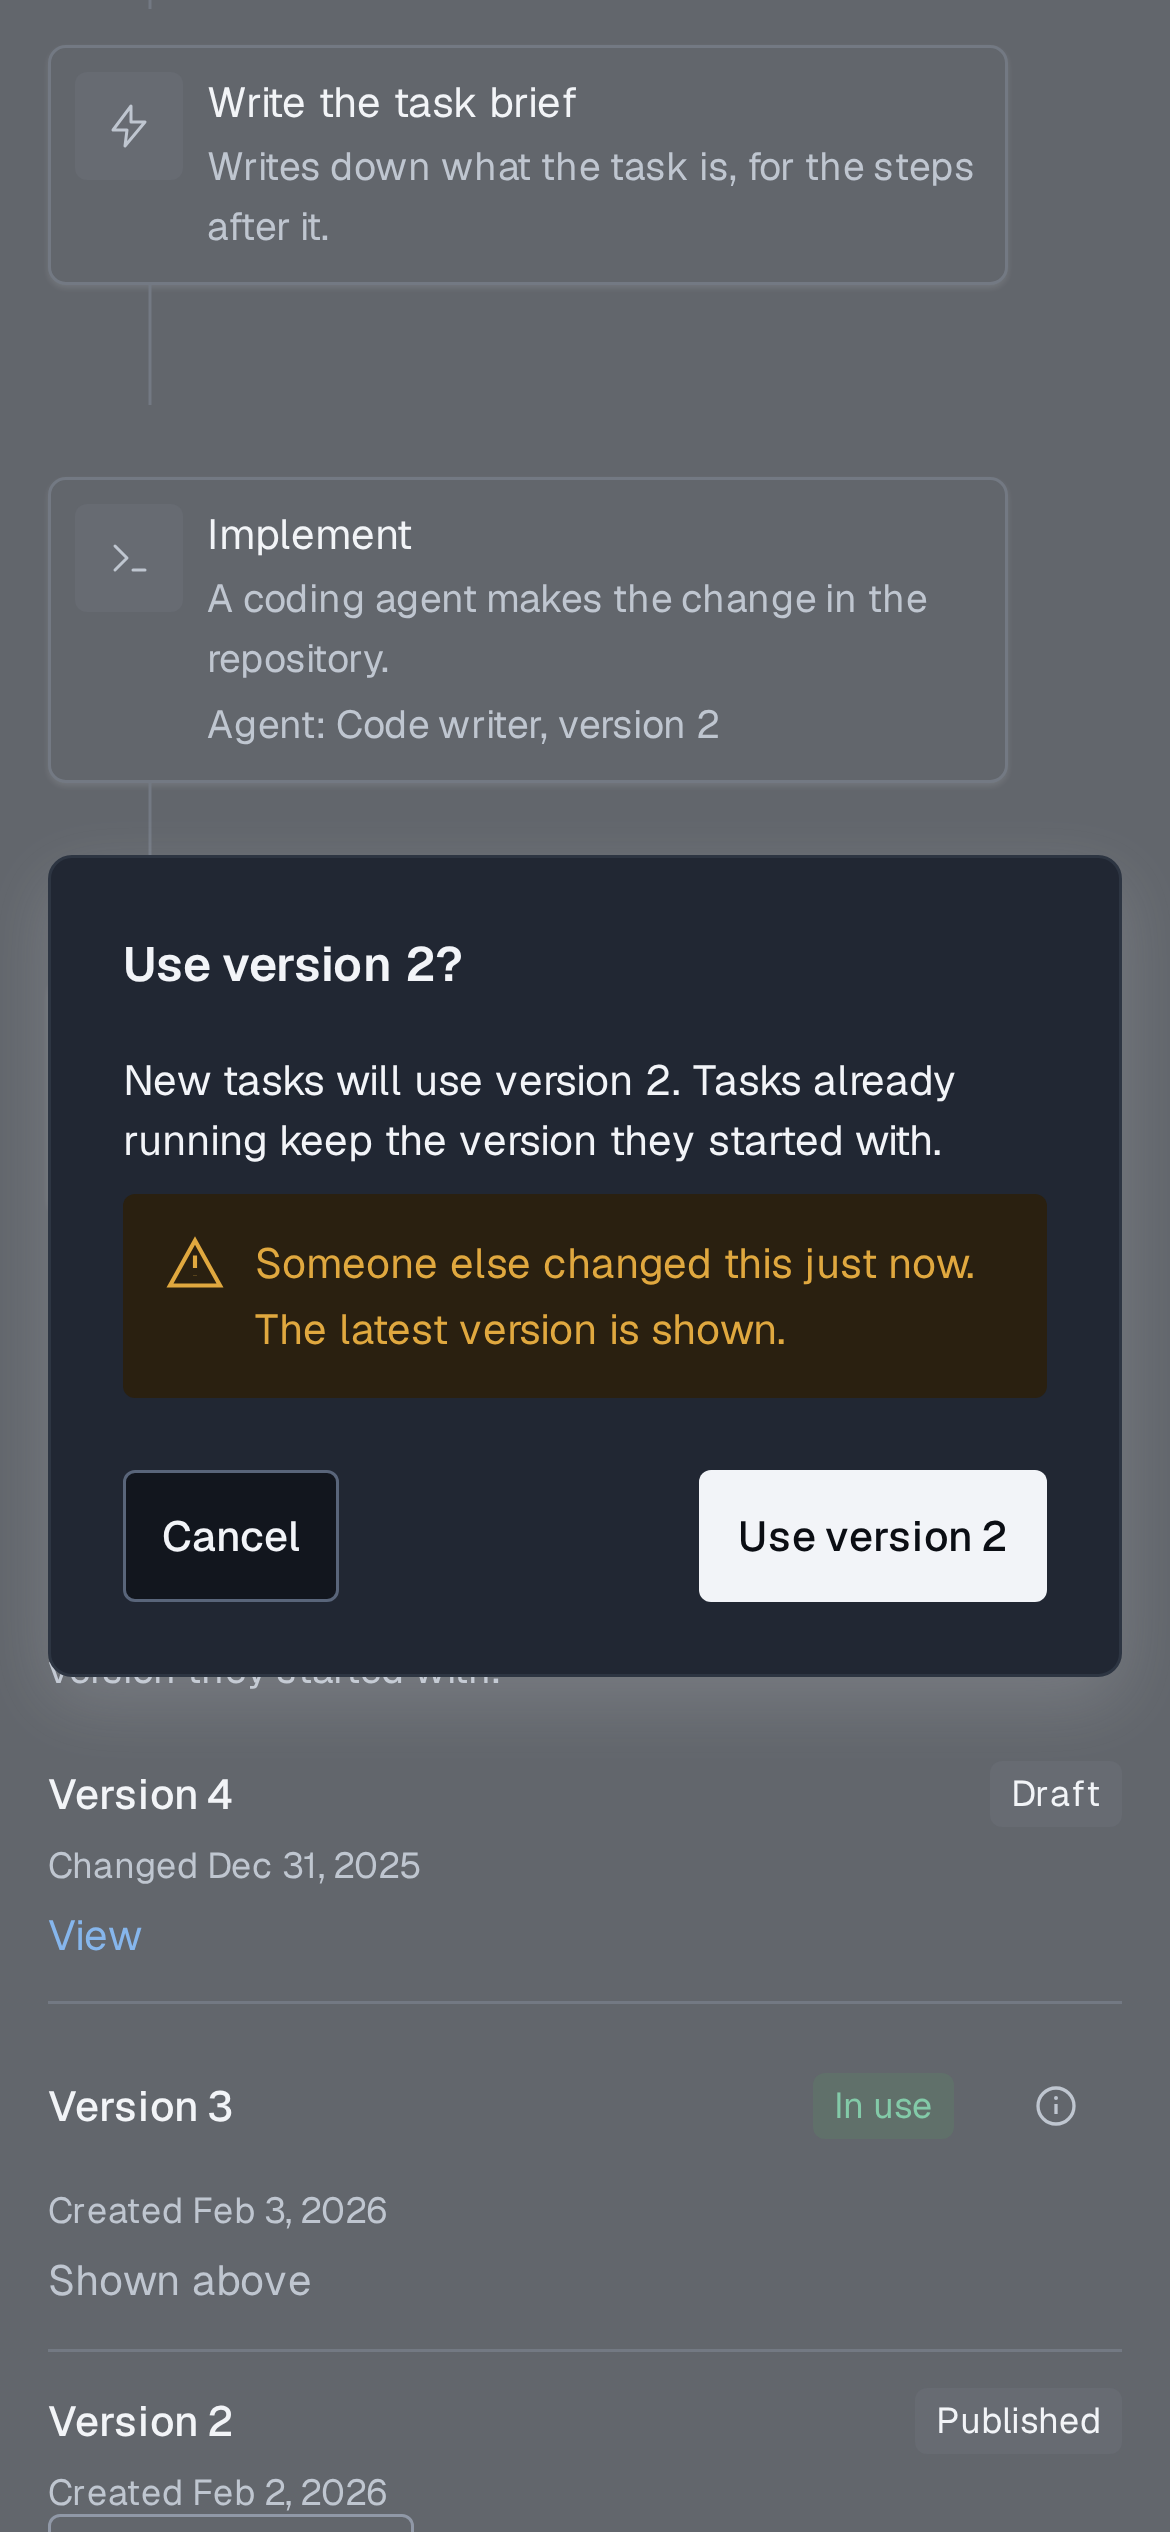 Write the task brief
Writes down what the task is, for the steps
after it.
Implement
A coding agent makes the change in the
repository.
Agent: Code writer, version 2
Use version 2?
New tasks will use version 2. Tasks already
running keep the version they started with.
Someone else changed this just now.
The latest version is shown.
Cancel
Use version 2
version they started with.
Version 4
Draft
Changed Dec 31, 2025
View
Version 3
In use
Created Feb 3, 2026
Shown above
Version 2
Published
Created Feb 2, 2026